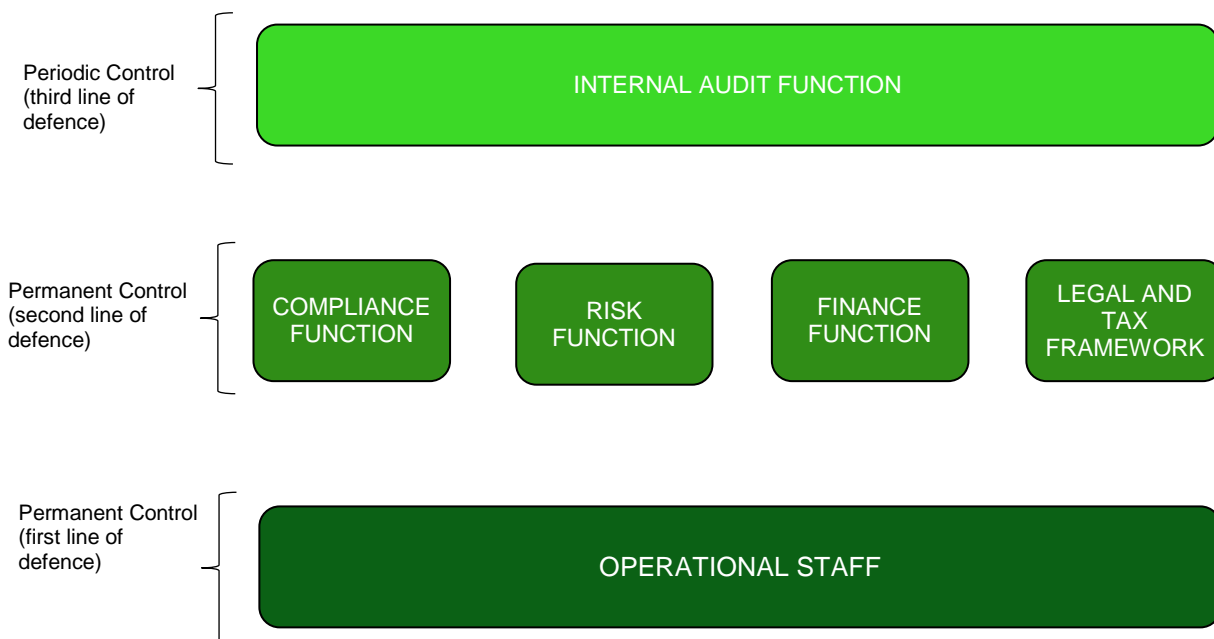 Periodic Control
(third line of
defence)
INTERNAL AUDIT FUNCTION
Permanent Control
(second line of
defence)
COMPLIANCE
FUNCTION
RISK
FUNCTION
FINANCE
FUNCTION
LEGAL AND
TAX
FRAMEWORK
Permanent Control
(first line of
defence)
OPERATIONAL STAFF